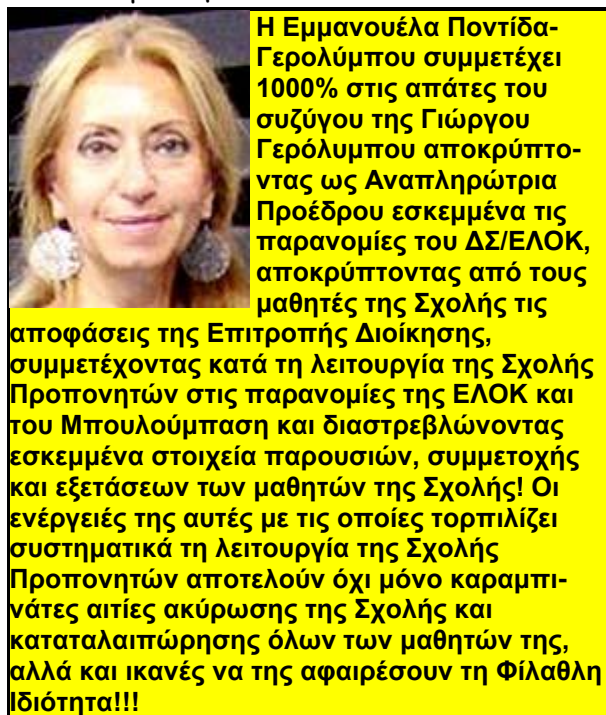 Η Εμμανουέλα Ποντίδα-
Γερολύμπου συμμετέχει
1000% στις απάτες του
συζύγου της Γιώργου
Γερόλυμπου αποκρύπτο-
ντας ως Αναπληρώτρια
Προέδρου εσκεμμένα τις
παρανομίες του ΔΣ/ΕΛΟΚ,
αποκρύπτοντας από τους
μαθητές της Σχολής τις
αποφάσεις της Επιτροπής Διοίκησης,
συμμετέχοντας κατά τη λειτουργία της Σχολής
Προπονητών στις παρανομίες της ΕΛΟΚ και
του Μπουλούμπαση και διαστρεβλώνοντας
εσκεμμένα στοιχεία παρουσιών, συμμετοχής
και εξετάσεων των μαθητών της Σχολής! Οι
ενέργειές της αυτές με τις οποίες τορπιλίζει
συστηματικά τη λειτουργία της Σχολής
Προπονητών αποτελούν όχι μόνο καραμπι-
νάτες αιτίες ακύρωσης της Σχολής και
καταταλαιπώρησης όλων των μαθητών της,
αλλά και ικανές να της αφαιρέσουν τη Φίλαθλη
Ιδιότητα!!!